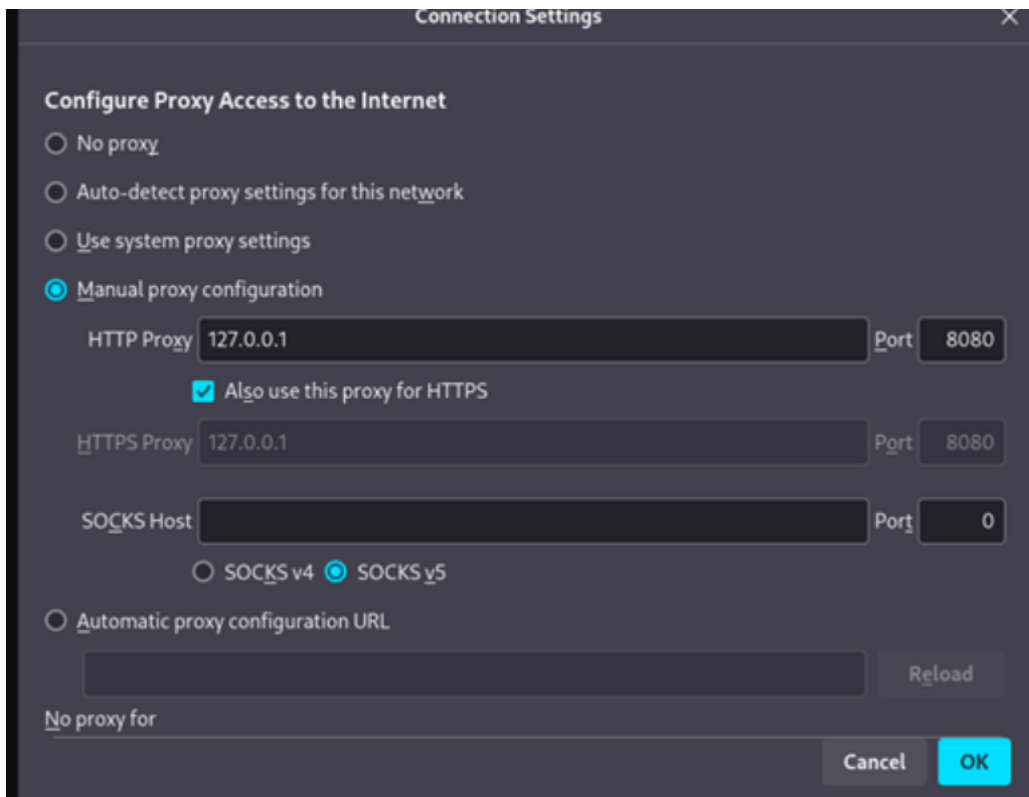 Connection Settings
Configure Proxy Access to the Internet
No proxy
Auto-detect proxy settings for this network
Use system proxy settings
Manual proxy configuration
HTTP Proxy 127.0.0.1 Port 8080
Also use this proxy for HTTPS
HTTPS Proxy 127.0.0.1 Port 8080
SOCKS Host Port 0
SOCKS v4 SOCKS v5
Automatic proxy configuration URL
Reload
No proxy for
Cancel OK